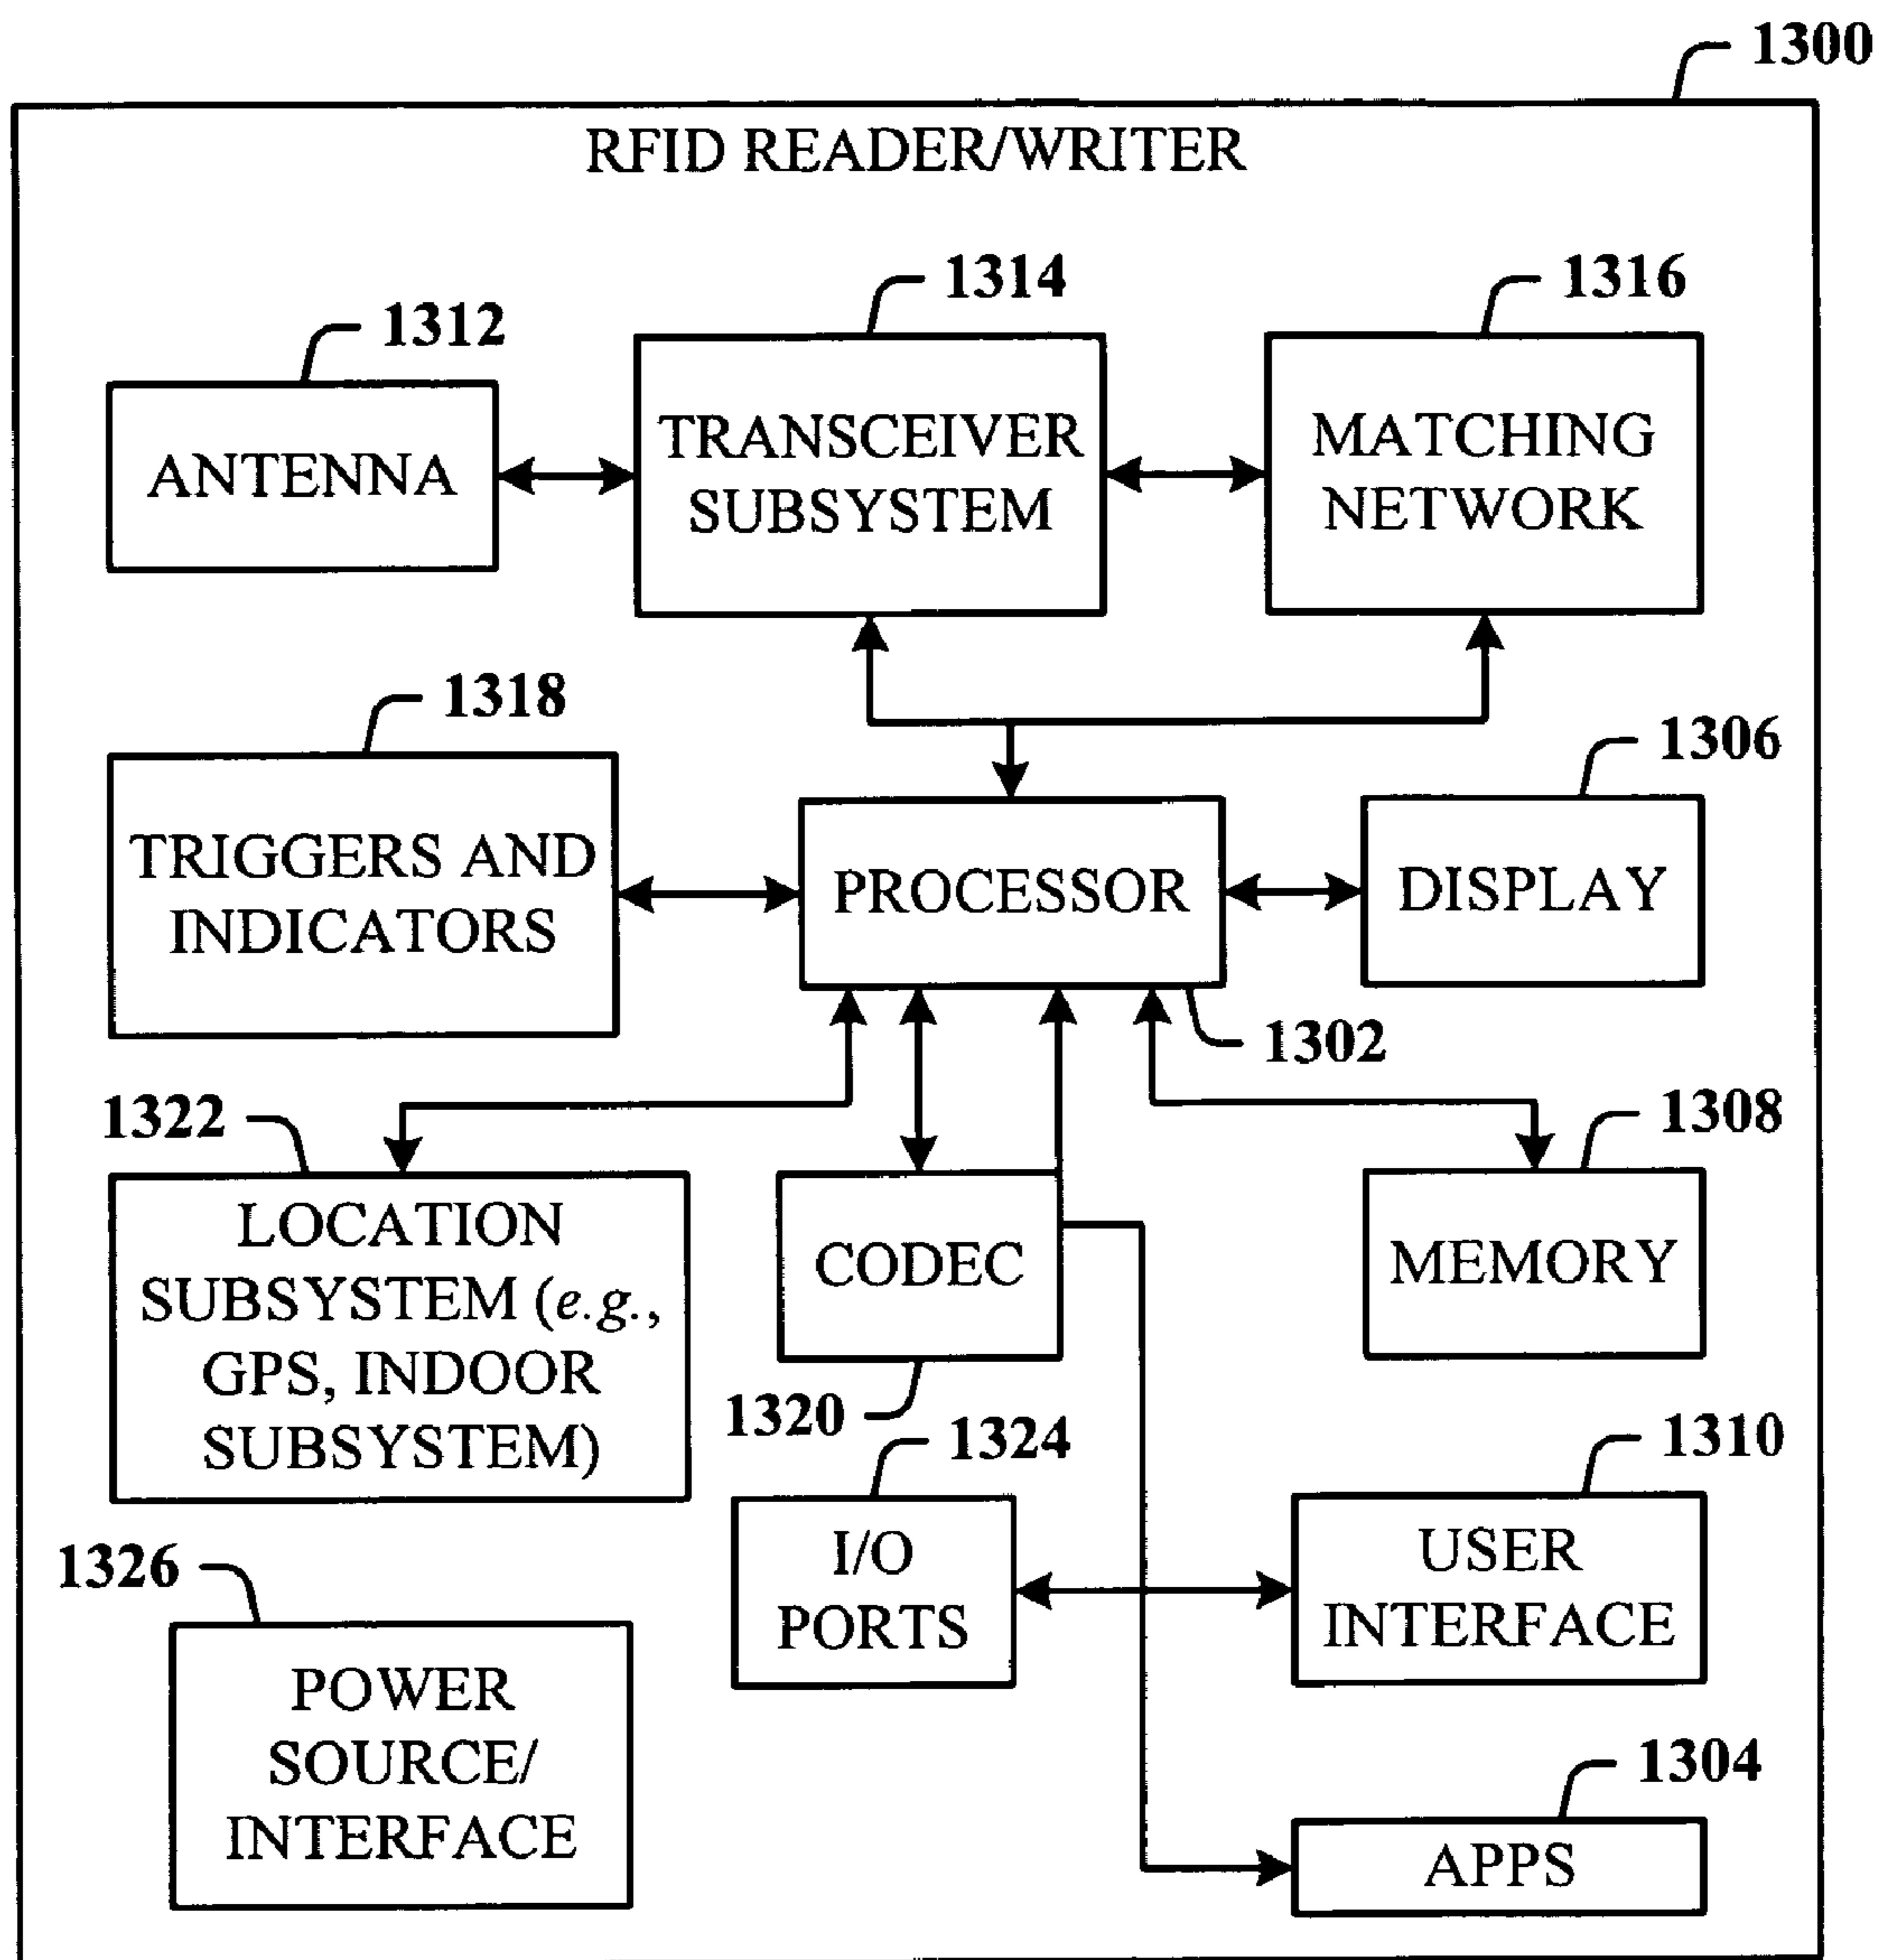 1300
RFID READER/WRITER
1312
1314
1316
ANTENNA
TRANSCEIVER
SUBSYSTEM
MATCHING
NETWORK
1318
1306
TRIGGERS AND
INDICATORS
PROCESSOR
DISPLAY
1302
1322
1308
LOCATION
SUBSYSTEM (e.g.,
GPS, INDOOR
SUBSYSTEM)
CODEC
MEMORY
1320
1324
1310
I/O
PORTS
USER
INTERFACE
1326
POWER
SOURCE/
INTERFACE
1304
APPS